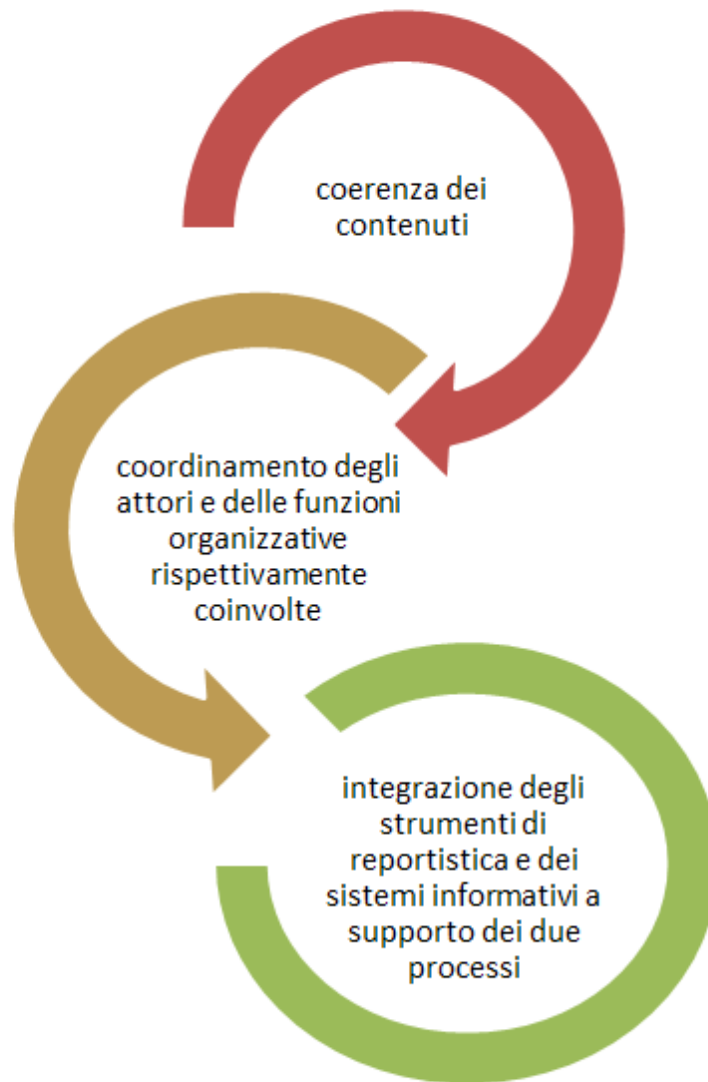 coerenza dei
contenuti
coordinamento degli
attori e delle funzioni
organizzative
rispettivamente
coinvolte
integrazione degli
strumenti di
reportistica e dei
sistemi informativi a
supporto dei due
processi